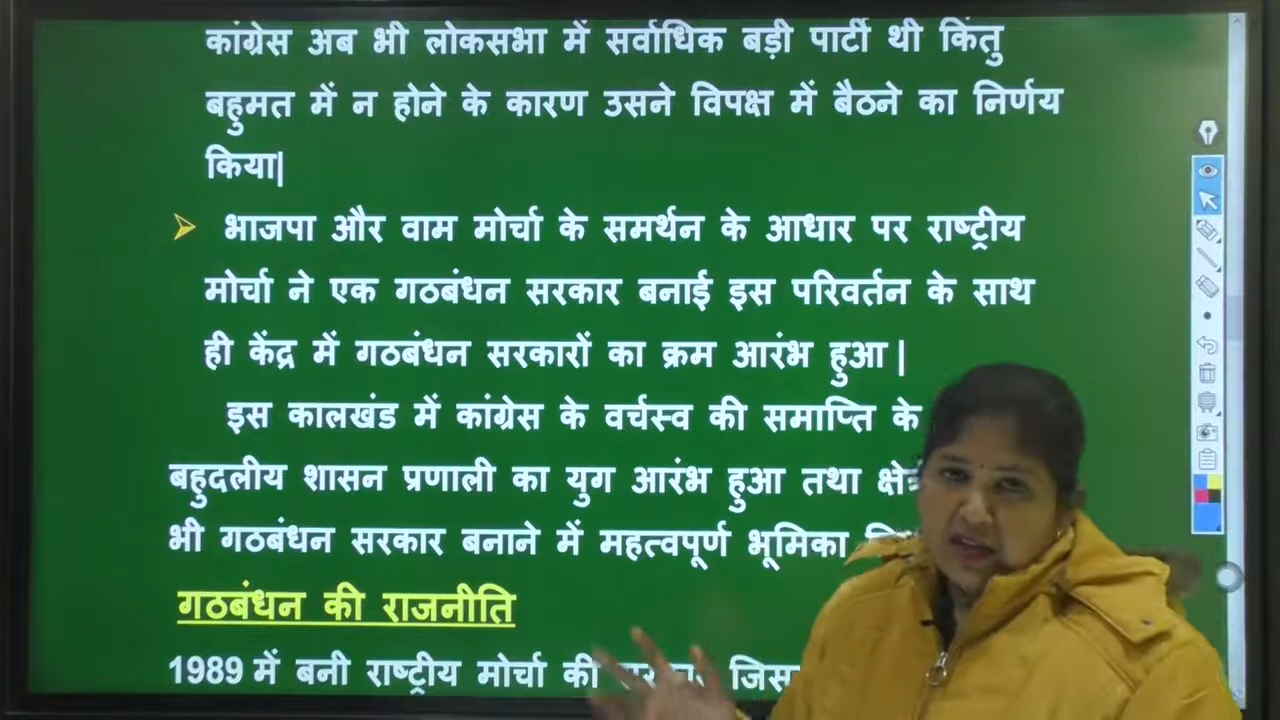 कांग्रेस अब भी लोकसभा में सर्वाधिक बड़ी पार्टी थी किंतु
बहुमत में न होने के कारण उसने विपक्ष में बैठने का निर्णय
किया|
भाजपा और वाम मोर्चा के समर्थन के आधार पर राष्ट्रीय
मोर्चा ने एक गठबंधन सरकार बनाई इस परिवर्तन के साथ
ही केंद्र में गठबंधन सरकारों का क्रम आरंभ हुआ |
इस कालखंड में कांग्रेस के वर्चस्व की समाप्ति के
बहुदलीय शासन प्रणाली का युग आरंभ हुआ तथा
भी गठबंधन सरकार बनाने में महत्वपूर्ण भूमिका
गठबंधन की राजनीति
1989 में बनी राष्ट्रीय मोर्चा की